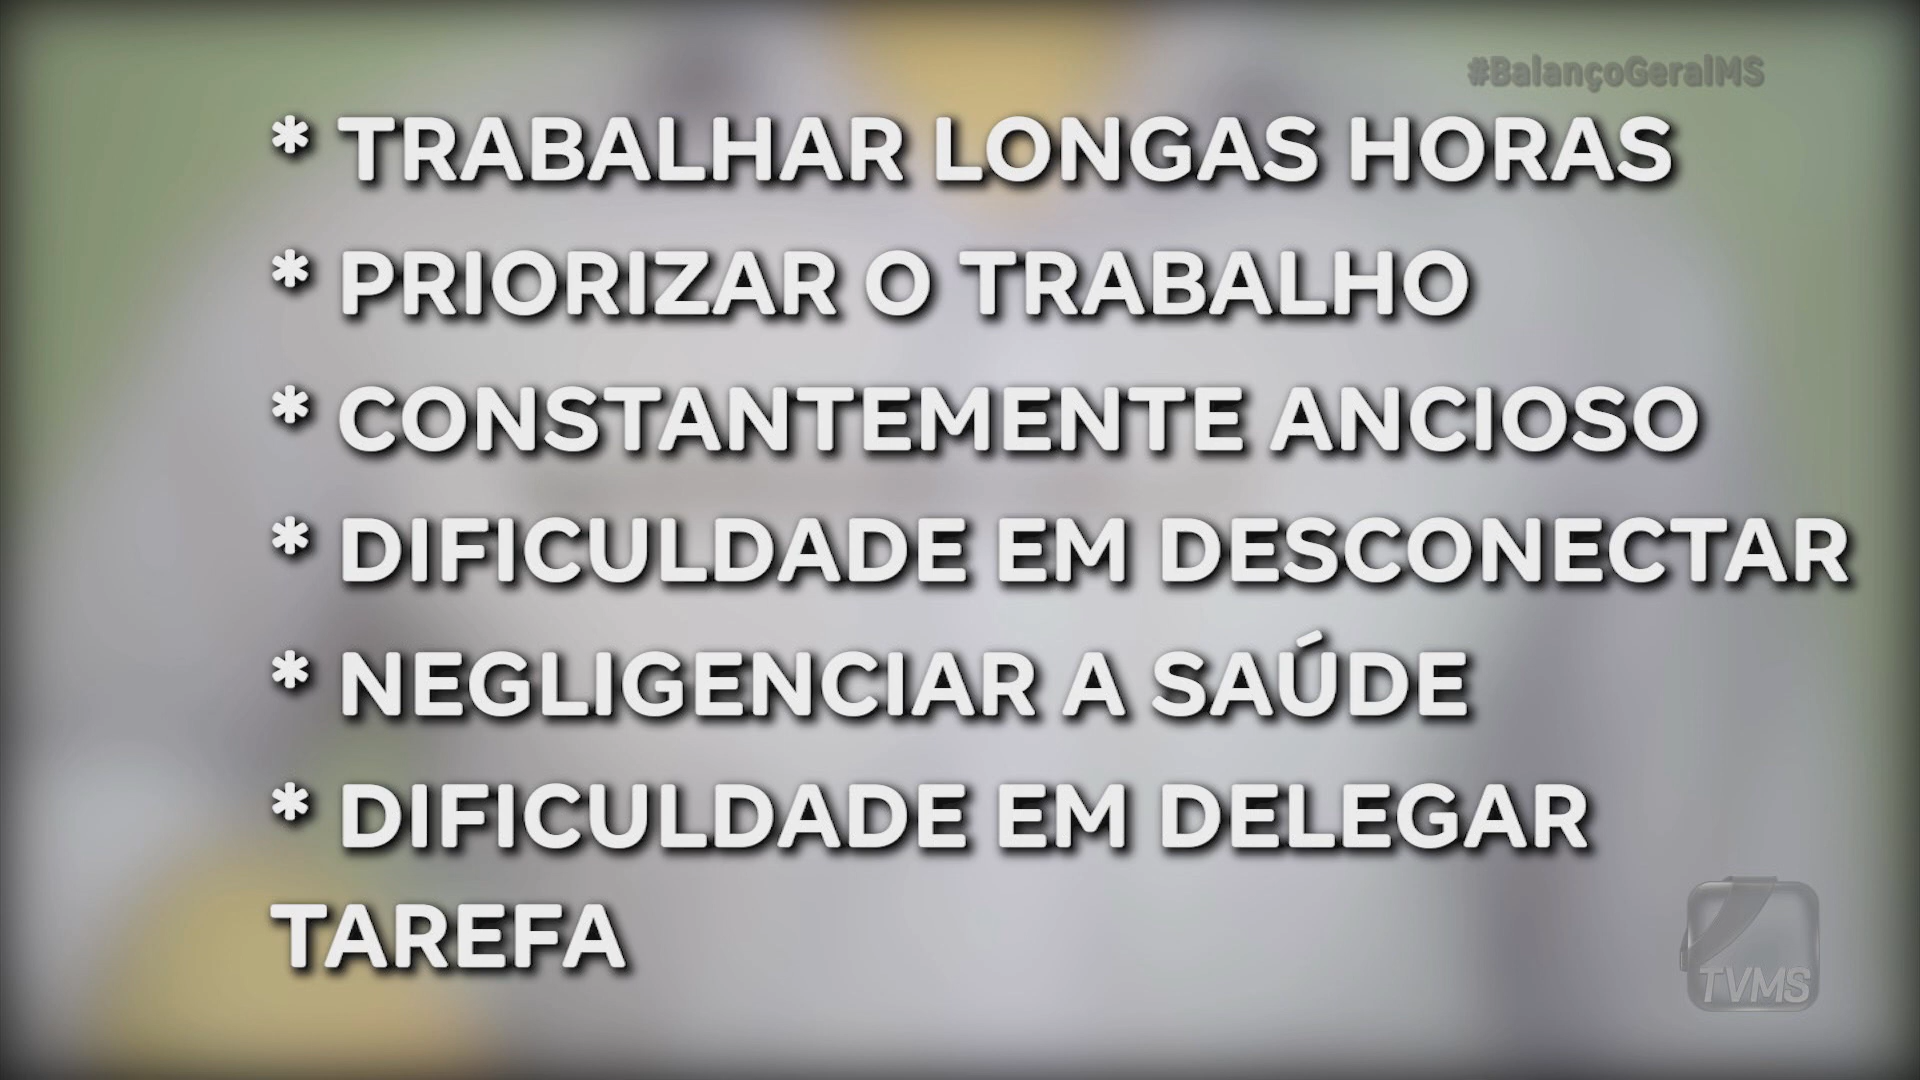 #BalançoGeralMS
* TRABALHAR LONGAS HORAS
* PRIORIZAR O TRABALHO
* CONSTANTEMENTE ANCIOSO
* DIFICULDADE EM DESCONECTAR
* NEGLIGENCIAR A SAÚDE
* DIFICULDADE EM DELEGAR
TAREFA
TVMS